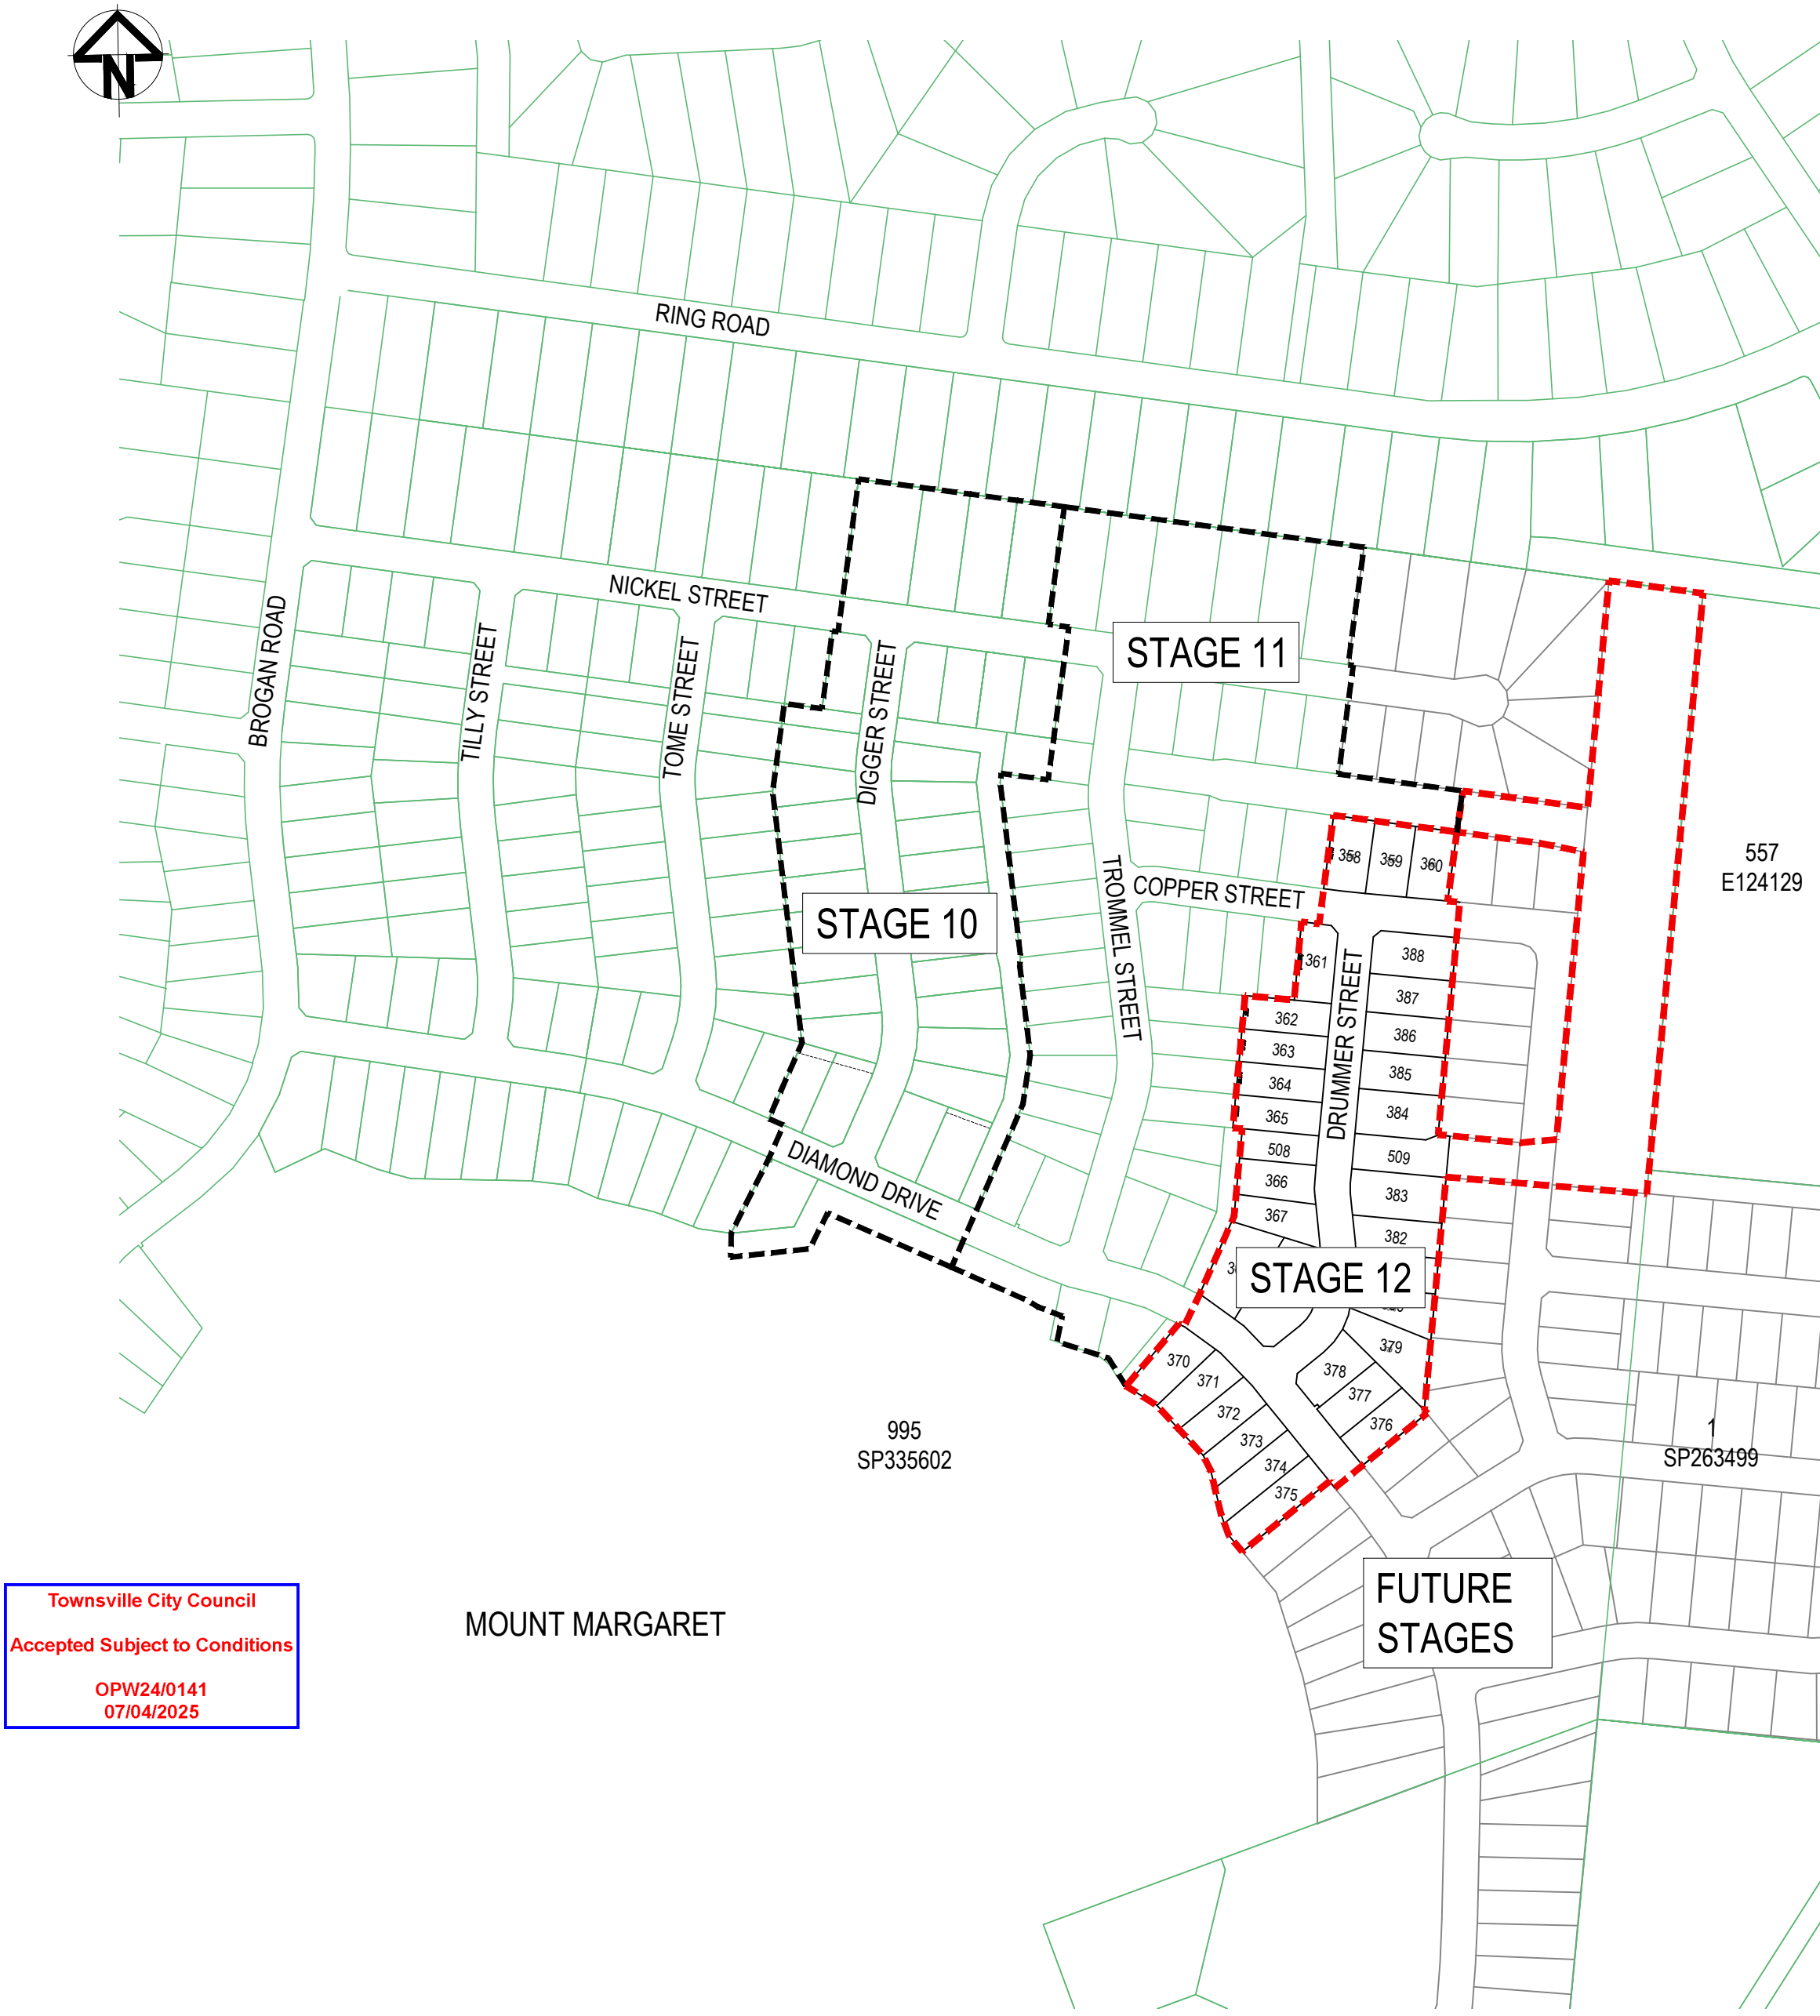 N
RING ROAD
NICKEL STREET
BROGAN ROAD
TILLY STREET
TOME STREET
DIGGER STREET
STAGE 11
557
E124129
358
359
360
TROMMEL STREET
COPPER STREET
STAGE 10
361
388
DRUMMER STREET
387
362
386
363
385
364
384
365
508
509
366
383
367
382
DIAMOND DRIVE
STAGE 12
379
370
378
371
377
372
376
373
374
375
995
SP335602
1
SP263499
FUTURE
STAGES
MOUNT MARGARET
Townsville City Council
Accepted Subject to Conditions
OPW24/0141
07/04/2025